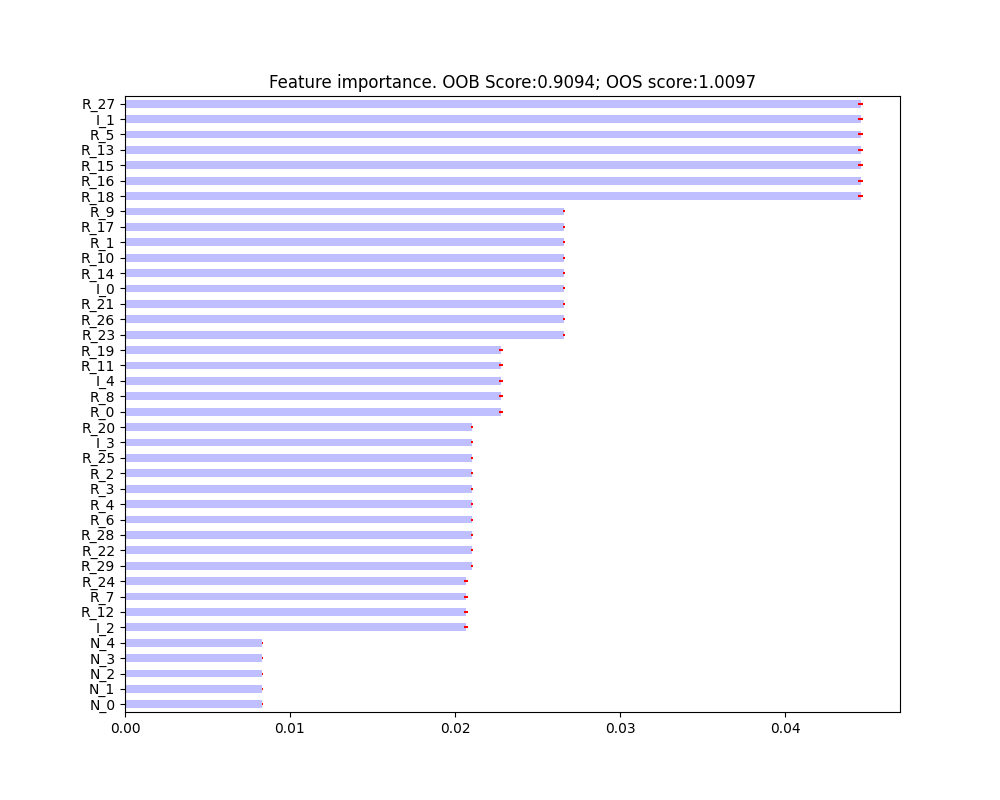 Feature importance. OOB Score:0.9094; OOS score:1.0097
R_27
I_1
R_5
R_13
R_15
R_16
R_18
R_9
R_17
R_1
R_10
R_14
I_0
R_21
R_26
R_23
R_19
R_11
I_4
R_8
R_0
R_20
I_3
R_25
R_2
R_3
R_4
R_6
R_28
R_22
R_29
R_24
R_7
R_12
I_2
N_4
N_3
N_2
N_1
N_0
0.00 0.01 0.02 0.03 0.04